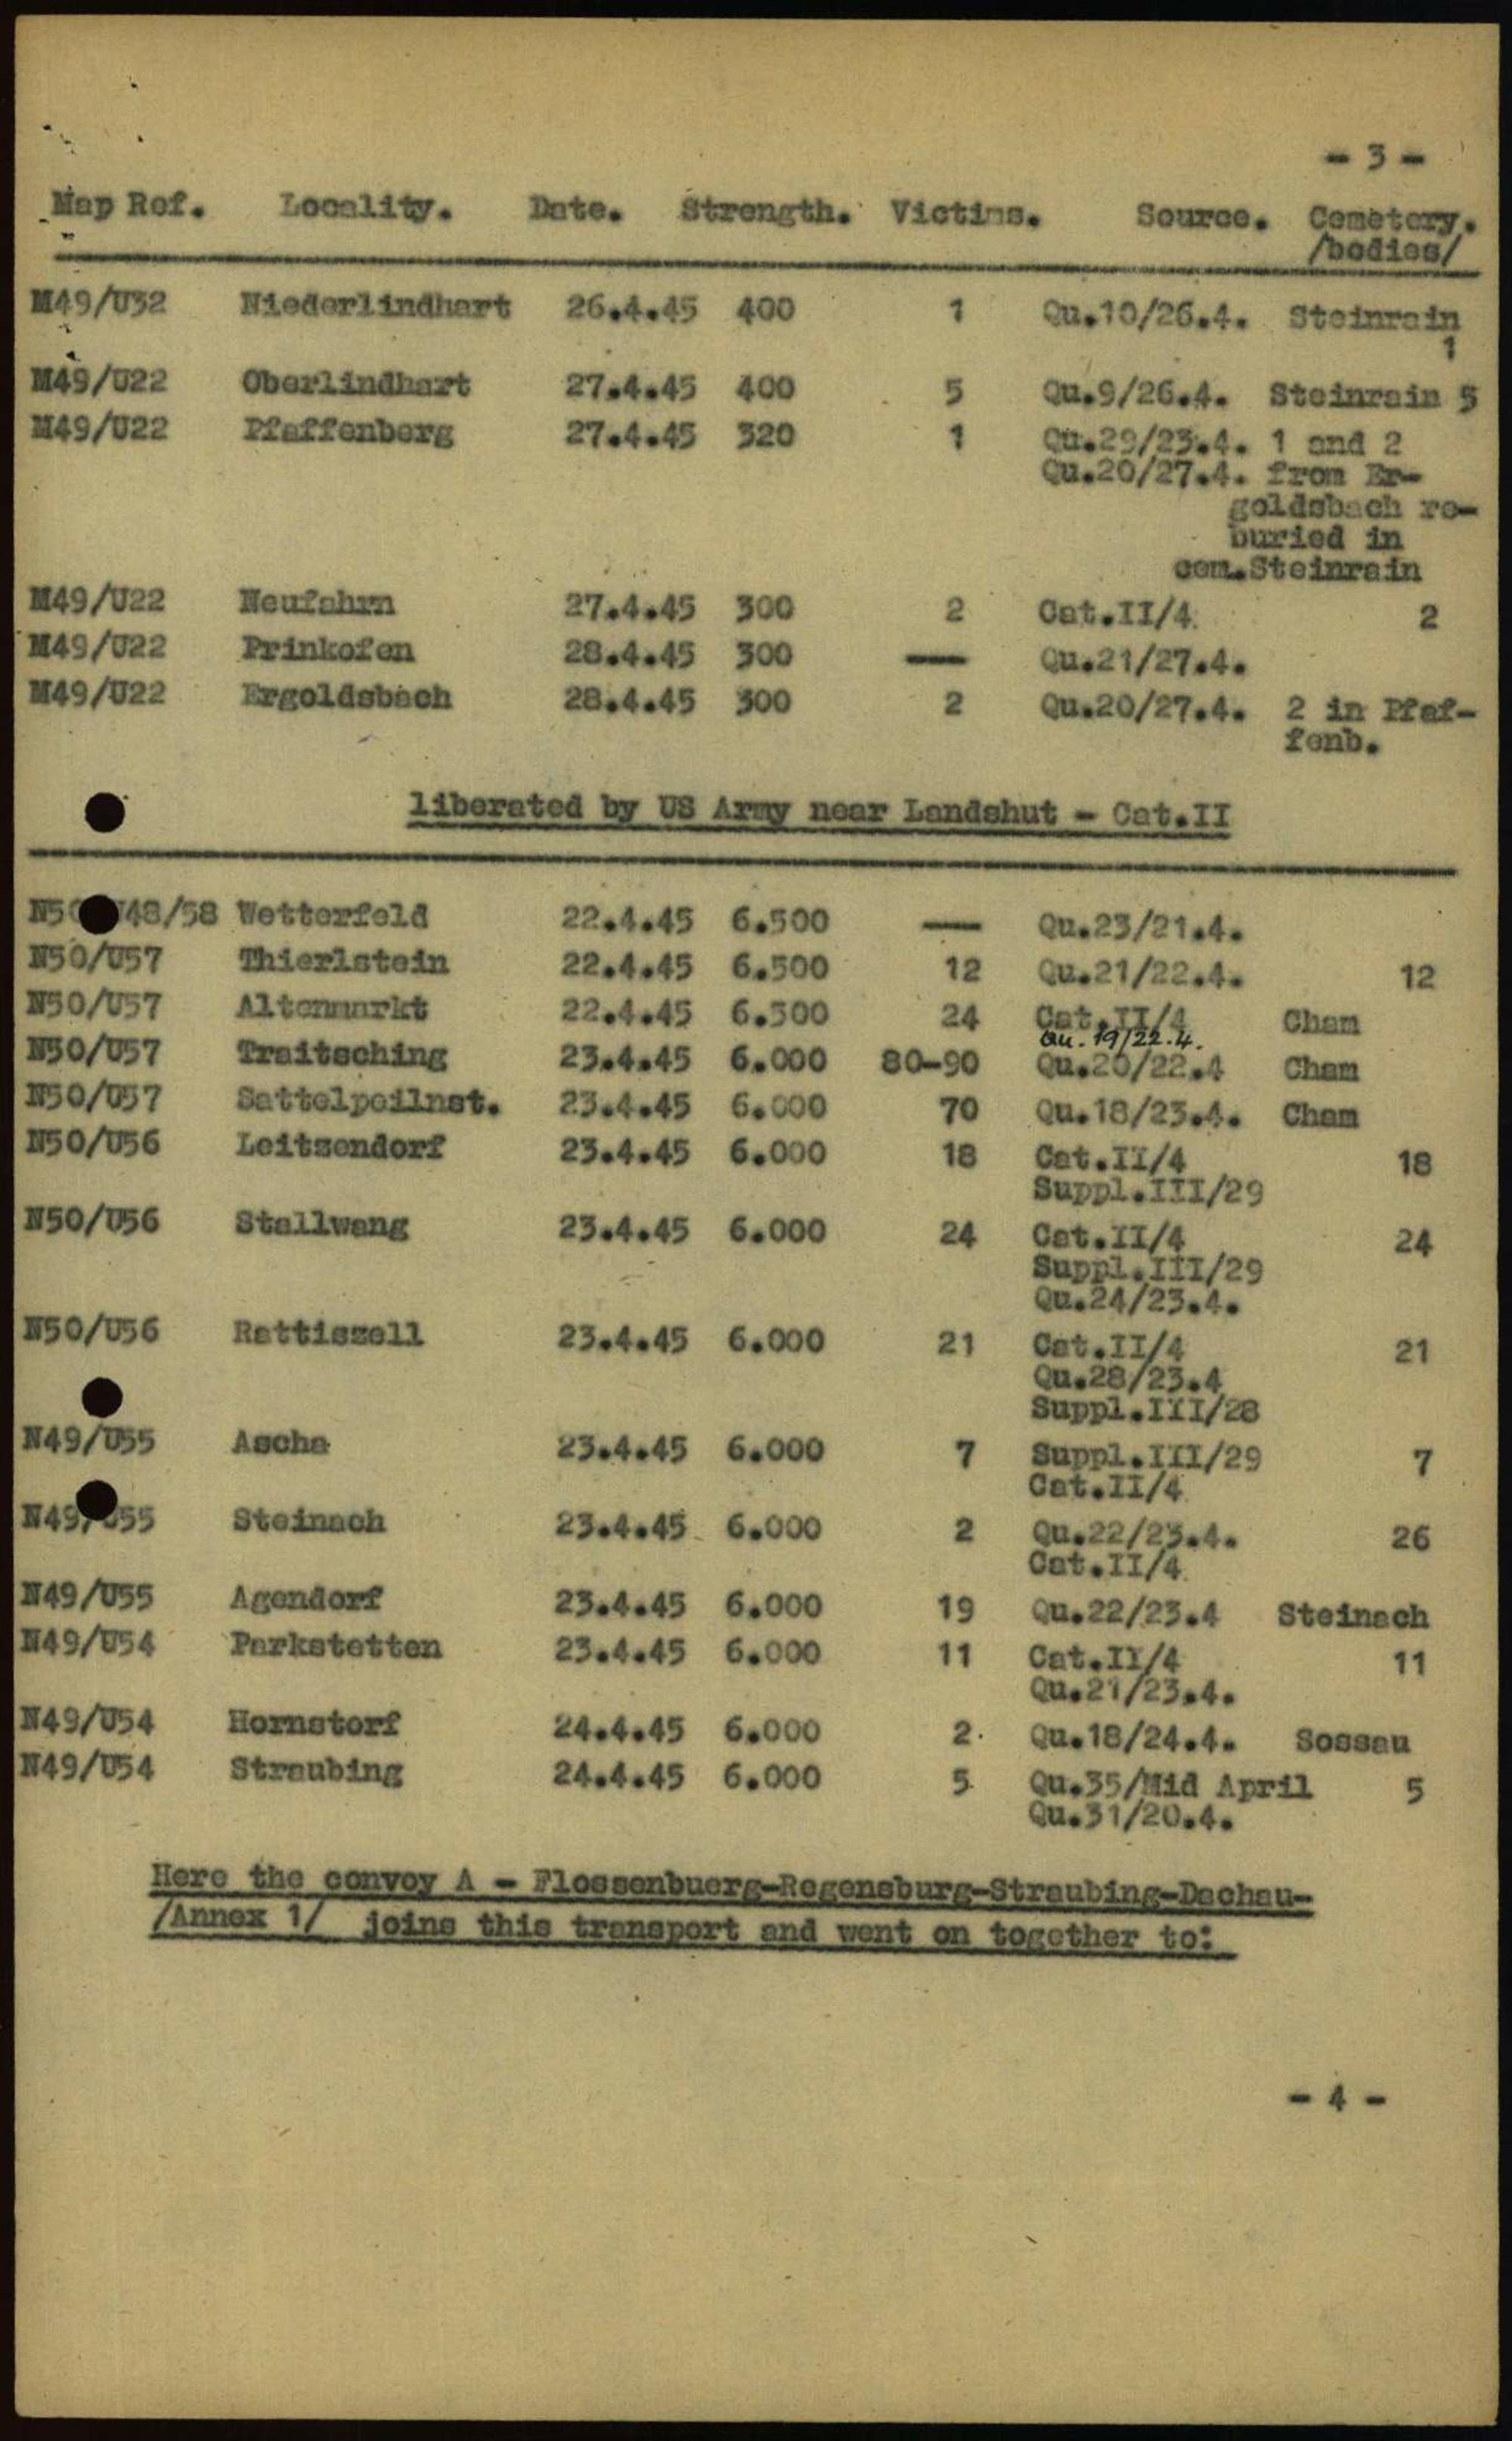 - 3 -
Map Ref. Locality. Date. Strength. Victims. Source. Cemetery.
/bodies/
M49/U32 Niederlindhart 26.4.45 400 1 Qu.10/26.4. Steinrain
1
M49/U22 Oberlindhart 27.4.45 400 5 Qu.9/26.4. Steinrain 5
M49/U22 Pfaffenberg 27.4.45 320 1 Qu.29/23.4. 1 and 2
Qu.20/27.4. from Er-
goldsbach re-
buried in
cem.Steinrain
M49/U22 Neufahrn 27.4.45 300 2 Cat.II/4 2
M49/U22 Prinkofen 28.4.45 300 — Qu.21/27.4.
M49/U22 Ergoldsbach 28.4.45 300 2 Qu.20/27.4. 2 in Pfaf-
fenb.
liberated by US Army near Landshut - Cat.II
N50 U48/58 Wetterfeld 22.4.45 6.500 — Qu.23/21.4.
N50/U57 Thierlstein 22.4.45 6.500 12 Qu.21/22.4. 12
N50/U57 Altenmarkt 22.4.45 6.500 24 Cat.II/4 Cham
Qu. 19/22.4.
N50/U57 Traitsching 23.4.45 6.000 80-90 Qu.20/22.4 Cham
N50/U57 Sattelpeilnst. 23.4.45 6.000 70 Qu.18/23.4. Cham
N50/U56 Loitzendorf 23.4.45 6.000 18 Cat.II/4 18
Suppl.III/29
N50/U56 Stallwang 23.4.45 6.000 24 Cat.II/4 24
Suppl.III/29
Qu.24/23.4.
N50/U56 Rattiszell 23.4.45 6.000 21 Cat.II/4 21
Qu.28/23.4
Suppl.III/28
N49/U55 Ascha 23.4.45 6.000 7 Suppl.III/29 7
Cat.II/4
N49/U55 Steinach 23.4.45 6.000 2 Qu.22/23.4. 26
Cat.II/4
N49/U55 Agendorf 23.4.45 6.000 19 Qu.22/23.4 Steinach
N49/U54 Parkstetten 23.4.45 6.000 11 Cat.II/4 11
Qu.21/23.4.
N49/U54 Hornstorf 24.4.45 6.000 2 Qu.18/24.4. Sossau
N49/U54 Straubing 24.4.45 6.000 5 Qu.35/Mid April 5
Qu.31/20.4.
Here the convoy A - Flossenbuerg-Regensburg-Straubing-Dachau-
/Annex 1/ joins this transport and went on together to:
- 4 -